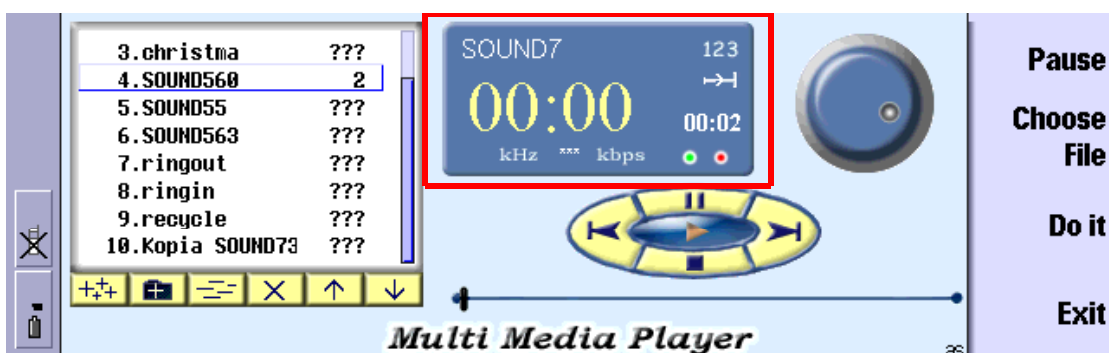 3.christma ???
4.SOUND560 2
5.SOUND55 ???
6.SOUND563 ???
7.ringout ???
8.ringin ???
9.recycle ???
10.Kopia SOUND73 ???
SOUND7 123
00:00
00:02
kHz *** kbps
Multi Media Player
Pause
Choose
File
Do it
Exit